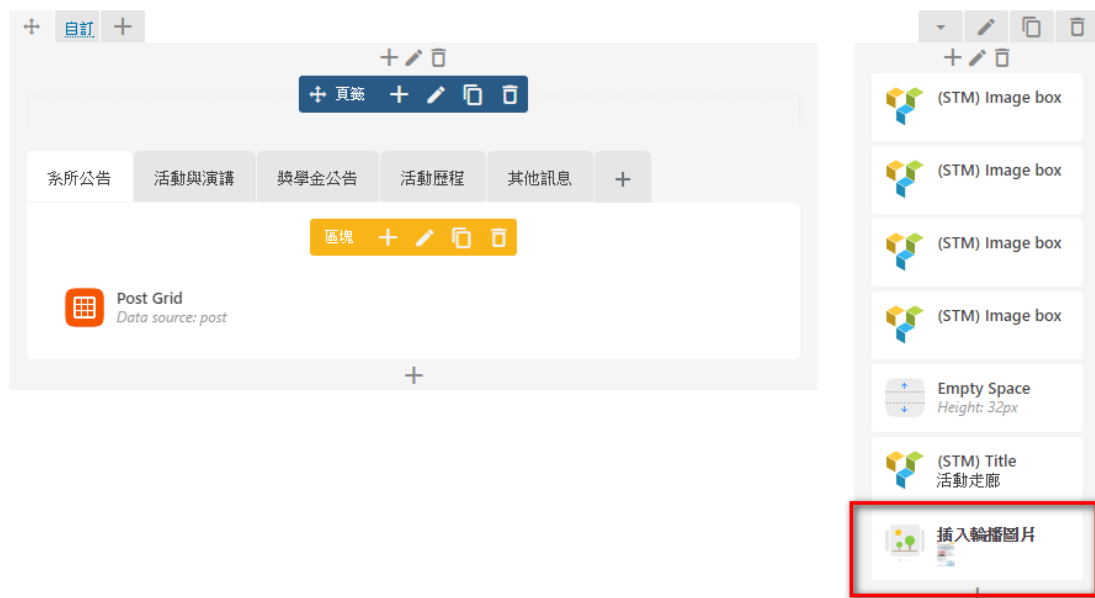 自訂
頁籤
系所公告
活動與演講
獎學金公告
活動歷程
其他訊息
區塊
Post Grid
Data source: post
(STM) Image box
(STM) Image box
(STM) Image box
(STM) Image box
Empty Space
Height: 32px
(STM) Title
活動走廊
插入輪播圖片